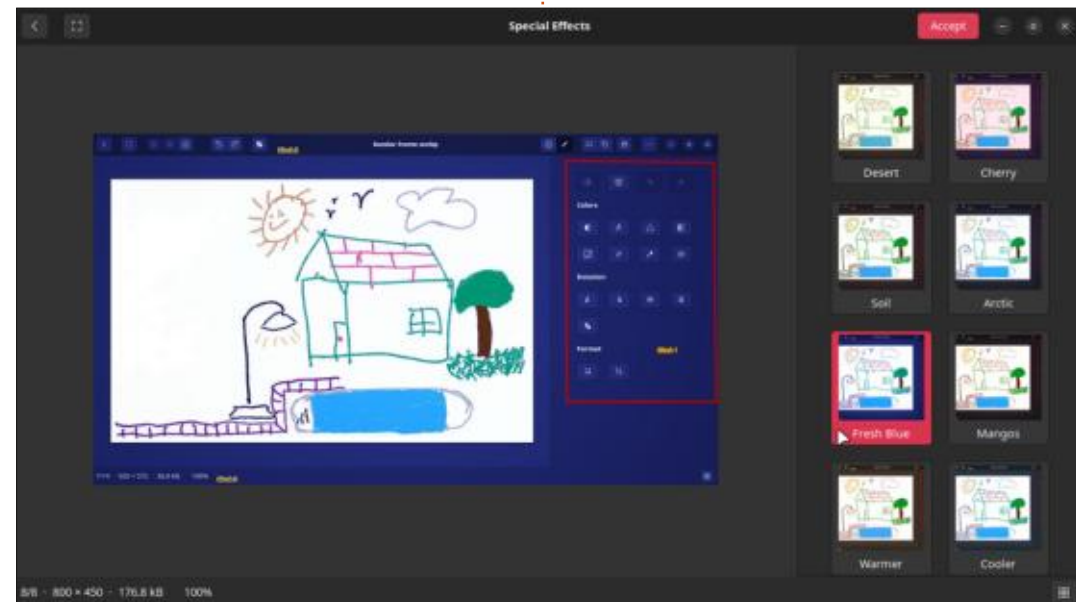 Special Effects
Accept
Desert
Cherry
Soil
Arctic
Colors
Rotation
Format
Fresh Blue
Mangos
Warmer
Cooler
8/8 - 800 × 450 - 176.8 kB 100%